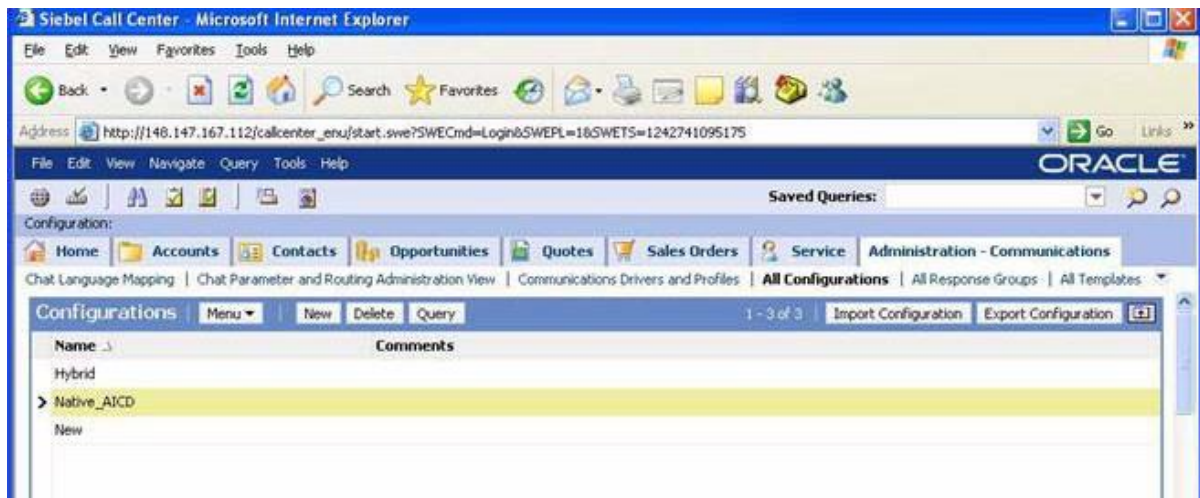 Siebel Call Center - Microsoft Internet Explorer
File Edit View Favorites Tools Help
Back Search Favorites
Address http://148.147.167.112/callcenter_enu/start.swe?SWECmd=Login&SWEPL=1&SWETS=1242741095175 Go Links »
File Edit View Navigate Query Tools Help ORACLE
Saved Queries:
Configuration:
Home Accounts Contacts Opportunities Quotes Sales Orders Service Administration - Communications
Chat Language Mapping | Chat Parameter and Routing Administration View | Communications Drivers and Profiles | All Configurations | All Response Groups | All Templates
Configurations Menu New Delete Query 1 - 3 of 3 Import Configuration Export Configuration
Name Comments
Hybrid
Native_AICD
New